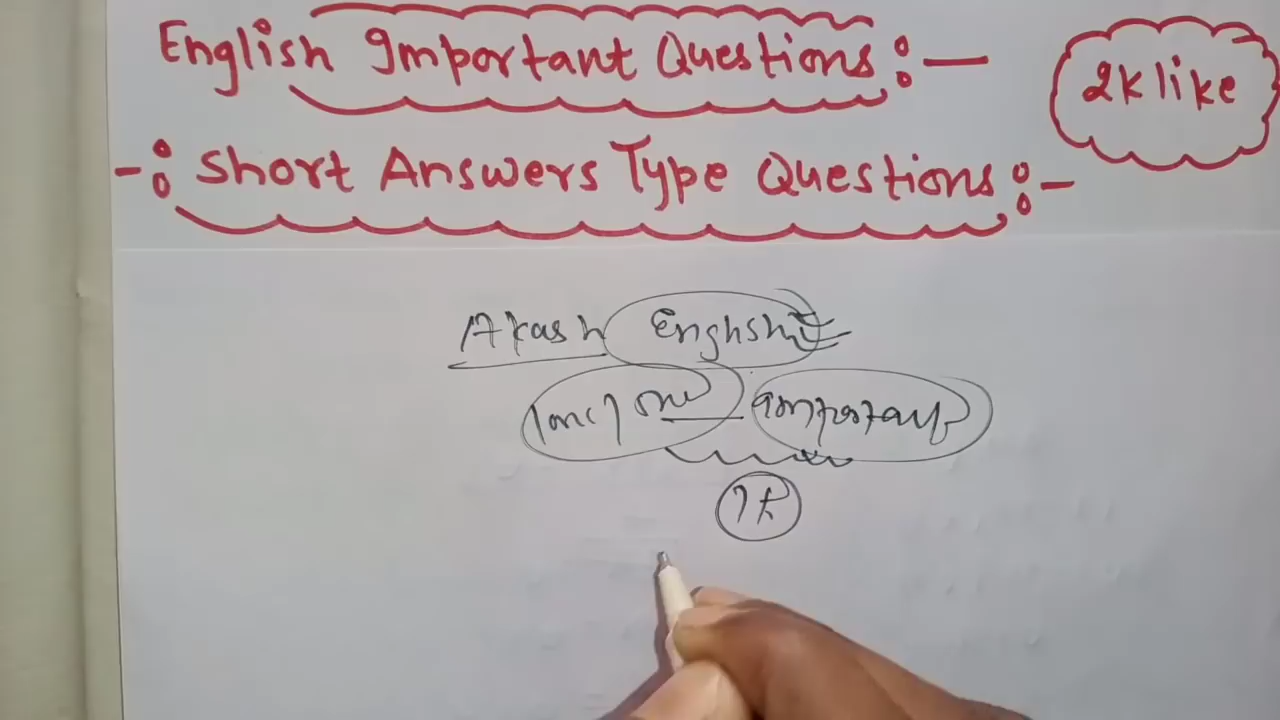 English Important Questions :-
2k like
-: Short Answers Type Questions :-
Akash English
Important